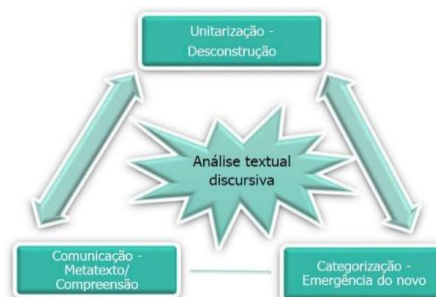 Unitarização -
Desconstrução
Análise textual
discursiva
Comunicação -
Metatexto/
Compreensão
Categorização -
Emergência do novo